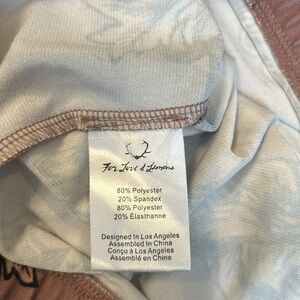 For Love & Lemons
80% Polyester
20% Spandex
80% Polyester
20% Élasthanne
Designed In Los Angeles
Assembled In China
Conçu à Los Angeles
Assemblé en Chine